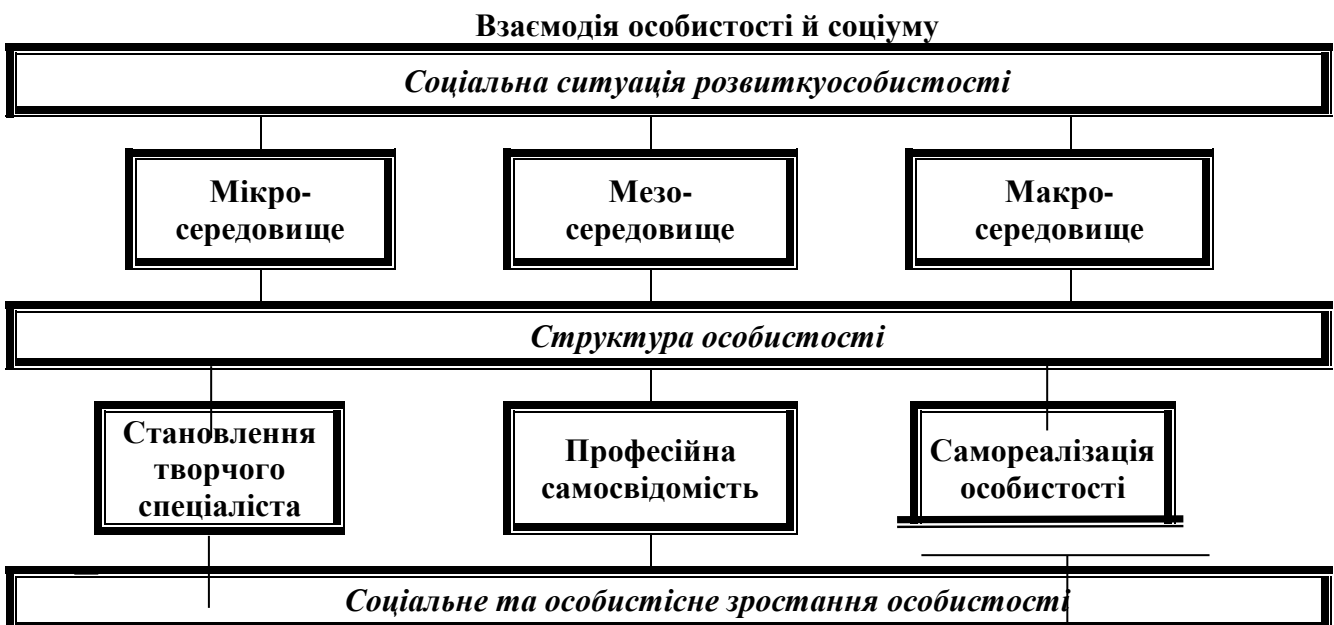 Взаємодія особистості й соціуму
Соціальна ситуація розвиткуособистості
Мікро-
середовище
Мезо-
середовище
Макро-
середовище
Структура особистості
Становлення
творчого
спеціаліста
Професійна
самосвідомість
Самореалізація
особистості
Соціальне та особистісне зростання особистості